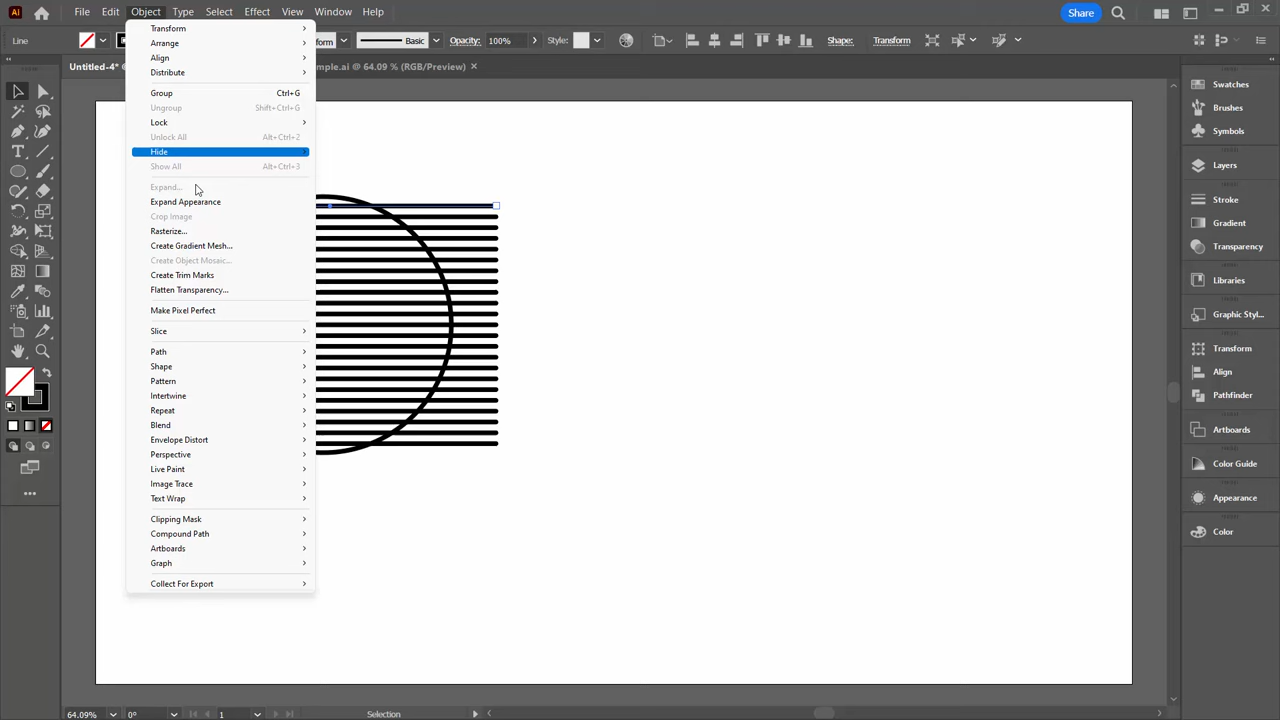 Ai File Edit Object Type Select Effect View Window Help Share
Line form Basic Opacity: 100% Style: Shape: Transform
Untitled-4* mple.ai @ 64.09 % (RGB/Preview)
Transform
Arrange
Align
Distribute
Group Ctrl+G
Ungroup Shift+Ctrl+G
Lock
Unlock All Alt+Ctrl+2
Hide
Show All Alt+Ctrl+3
Expand...
Expand Appearance
Crop Image
Rasterize...
Create Gradient Mesh...
Create Object Mosaic...
Create Trim Marks
Flatten Transparency...
Make Pixel Perfect
Slice
Path
Shape
Pattern
Intertwine
Repeat
Blend
Envelope Distort
Perspective
Live Paint
Image Trace
Text Wrap
Clipping Mask
Compound Path
Artboards
Graph
Collect For Export
Swatches
Brushes
Symbols
Layers
Stroke
Gradient
Transparency
Libraries
Graphic Styl...
Transform
Align
Pathfinder
Artboards
Color Guide
Appearance
Color
64.09% 0° 1 Selection